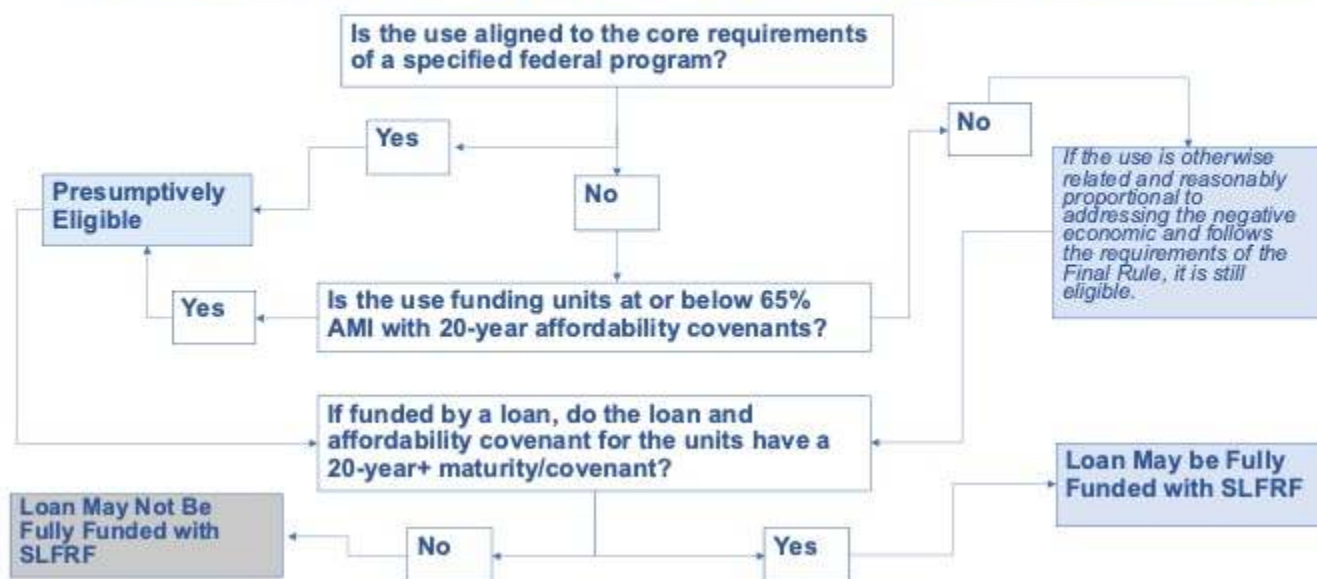 Is the use aligned to the core requirements
of a specified federal program?
Yes
No
No
Presumptively
Eligible
If the use is otherwise
related and reasonably
proportional to
addressing the negative
economic and follows
the requirements of the
Final Rule, it is still
eligible.
Yes
Is the use funding units at or below 65%
AMI with 20-year affordability covenants?
If funded by a loan, do the loan and
affordability covenant for the units have a
20-year+ maturity/covenant?
Loan May be Fully
Funded with SLFRF
Loan May Not Be
Fully Funded with
SLFRF
No
Yes